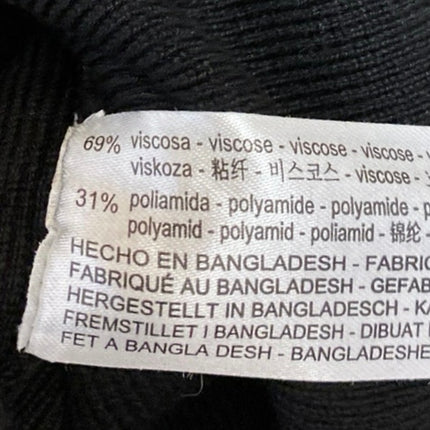 69% viscosa - viscose - viscose - viscose -
viskoza - 粘纤 - 비스코스 - viscose -
31% poliamida - polyamide - polyamide -
polyamid - polyamid - poliamid - 锦纶 -
HECHO EN BANGLADESH - FABRIC
FABRIQUÉ AU BANGLADESH - GEFAB
HERGESTELLT IN BANGLADESCH - KA
FREMSTILLET I BANGLADESH - DIBUAT
FET A BANGLA DESH - BANGLADESHE